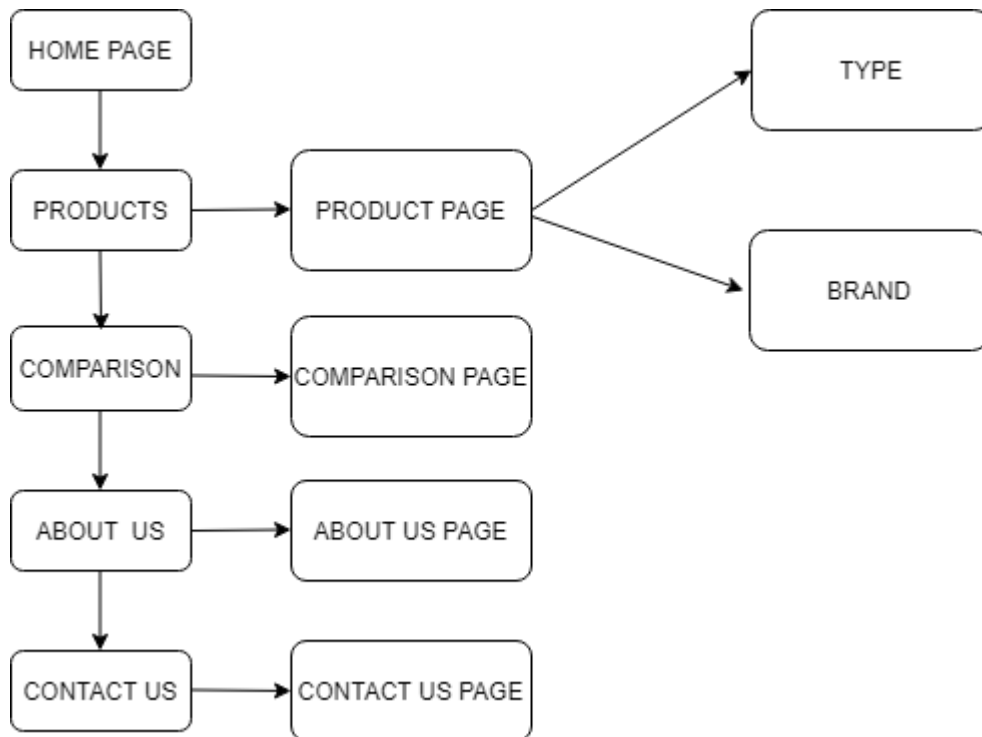 HOME PAGE
TYPE
PRODUCTS
PRODUCT PAGE
BRAND
COMPARISON
COMPARISON PAGE
ABOUT US
ABOUT US PAGE
CONTACT US
CONTACT US PAGE